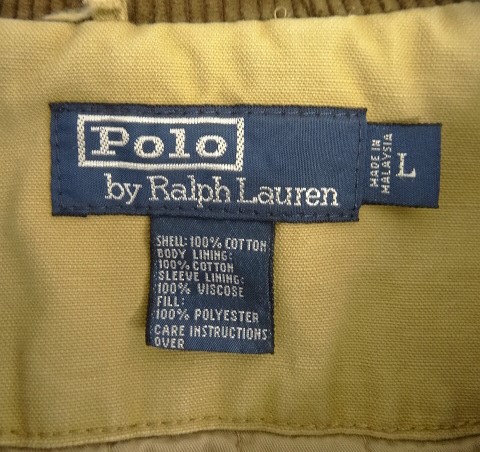 Polo
by Ralph Lauren
MADE IN
MALAYSIA
L
SHELL: 100% COTTON
BODY LINING:
100% COTTON
SLEEVE LINING:
100% VISCOSE
FILL:
100% POLYESTER
CARE INSTRUCTIONS
OVER